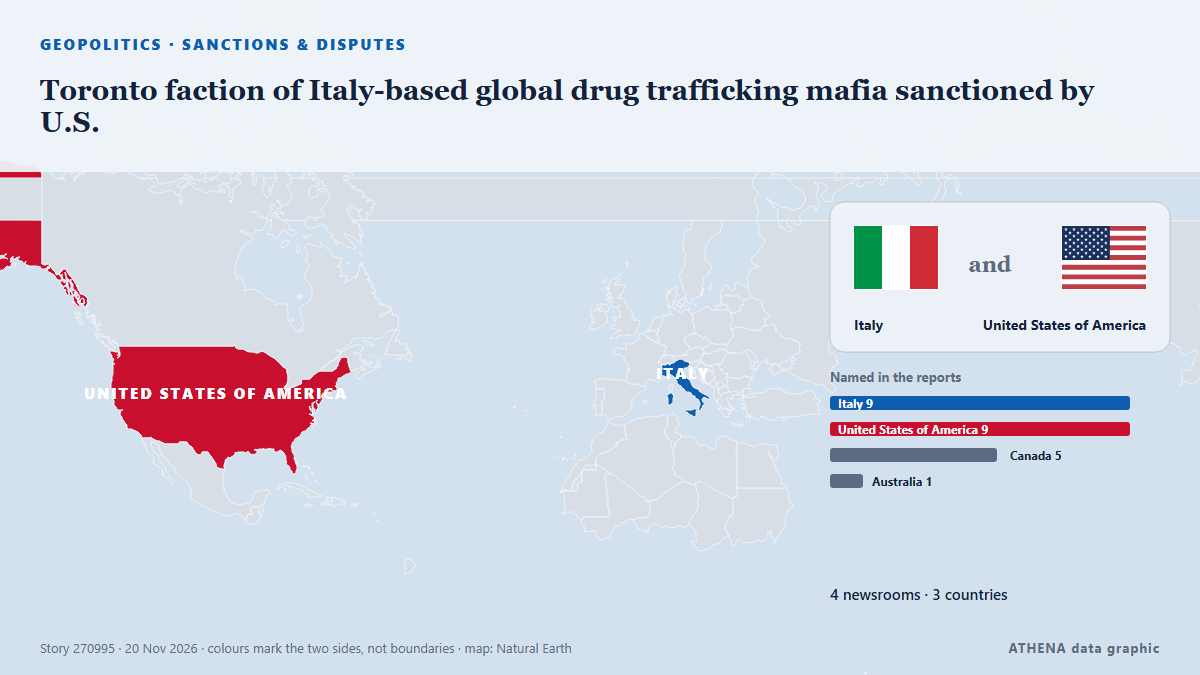 GEOPOLITICS · SANCTIONS & DISPUTES
Toronto faction of Italy-based global drug trafficking mafia sanctioned by
U.S.
and
Italy
United States of America
UNITED STATES OF AMERICA
ITALY
Named in the reports
Italy 9
United States of America 9
Canada 5
Australia 1
4 newsrooms · 3 countries
Story 270995 · 20 Nov 2026 · colours mark the two sides, not boundaries · map: Natural Earth
ATHENA data graphic